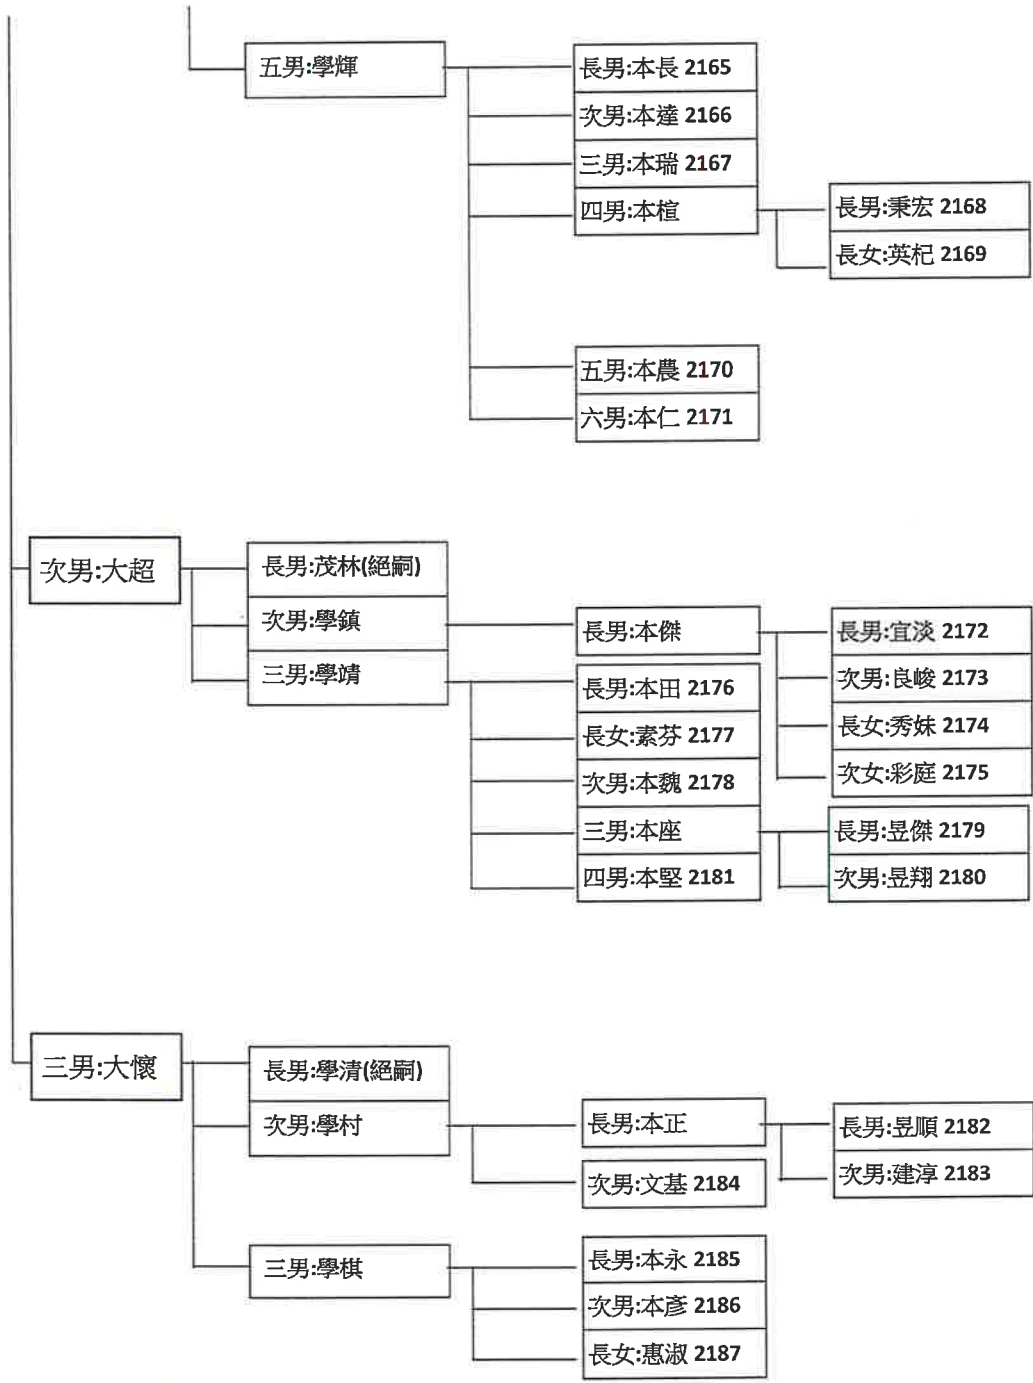 五男:學輝
長男:本長 2165
次男:本達 2166
三男:本瑞 2167
四男:本楦
長男:秉宏 2168
長女:英杞 2169
五男:本農 2170
六男:本仁 2171
次男:大超
長男:茂林(絕嗣)
次男:學鎮
三男:學靖
長男:本傑
長男:宜淡 2172
次男:良峻 2173
長女:秀妹 2174
次女:彩庭 2175
長男:本田 2176
長女:素芬 2177
次男:本魏 2178
三男:本座
長男:昱傑 2179
次男:昱翔 2180
四男:本堅 2181
三男:大懷
長男:學清(絕嗣)
次男:學村
長男:本正
長男:昱順 2182
次男:建淳 2183
次男:文基 2184
三男:學棋
長男:本永 2185
次男:本彥 2186
長女:惠淑 2187